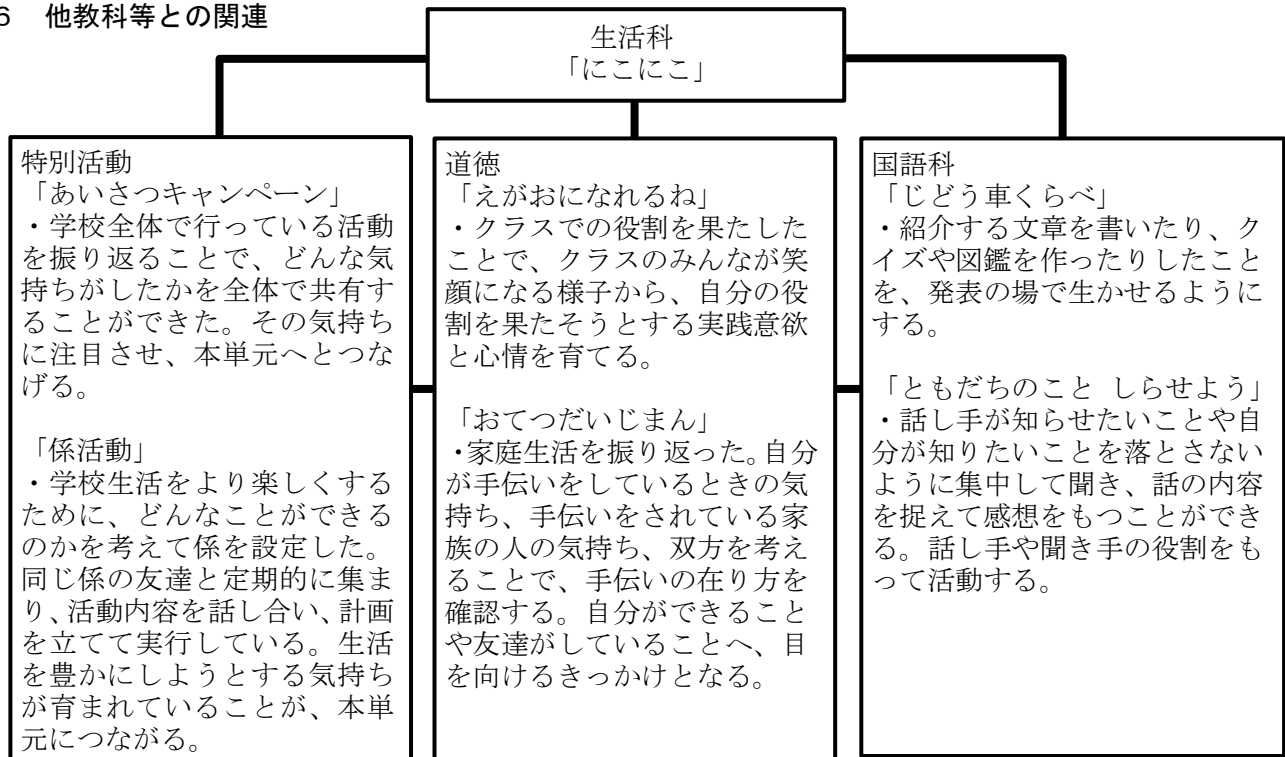 6 他教科等との関連
生活科
「にこにこ」
特別活動
「あいさつキャンペーン」
・学校全体で行っている活動
を振り返ることで、どんな気
持ちがしたかを全体で共有す
ることができた。その気持ち
に注目させ、本単元へとつな
げる。
「係活動」
・学校生活をより楽しくする
ために、どんなことができる
のかを考えて係を設定した。
同じ係の友達と定期的に集ま
り、活動内容を話し合い、計画
を立てて実行している。生活
を豊かにしようとする気持ち
が育まれていることが、本単
元につながる。
道徳
「えがおになれるね」
・クラスでの役割を果たした
ことで、クラスのみんなが笑
顔になる様子から、自分の役
割を果たそうとする実践意欲
と心情を育てる。
「おてつだいじまん」
・家庭生活を振り返った。自分
が手伝いをしているときの気
持ち、手伝いをされている家
族の人の気持ち、双方を考え
ることで、手伝いの在り方を
確認する。自分ができること
や友達がしていることへ、目
を向けるきっかけとなる。
国語科
「じどう車くらべ」
・紹介する文章を書いたり、ク
イズや図鑑を作ったりしたこと
を、発表の場で生かせるように
する。
「ともだちのこと しらせよう」
・話し手が知らせたいことや自
分が知りたいことを落とさない
ように集中して聞き、話の内容
を捉えて感想をもつことができ
る。話し手や聞き手の役割をも
って活動する。